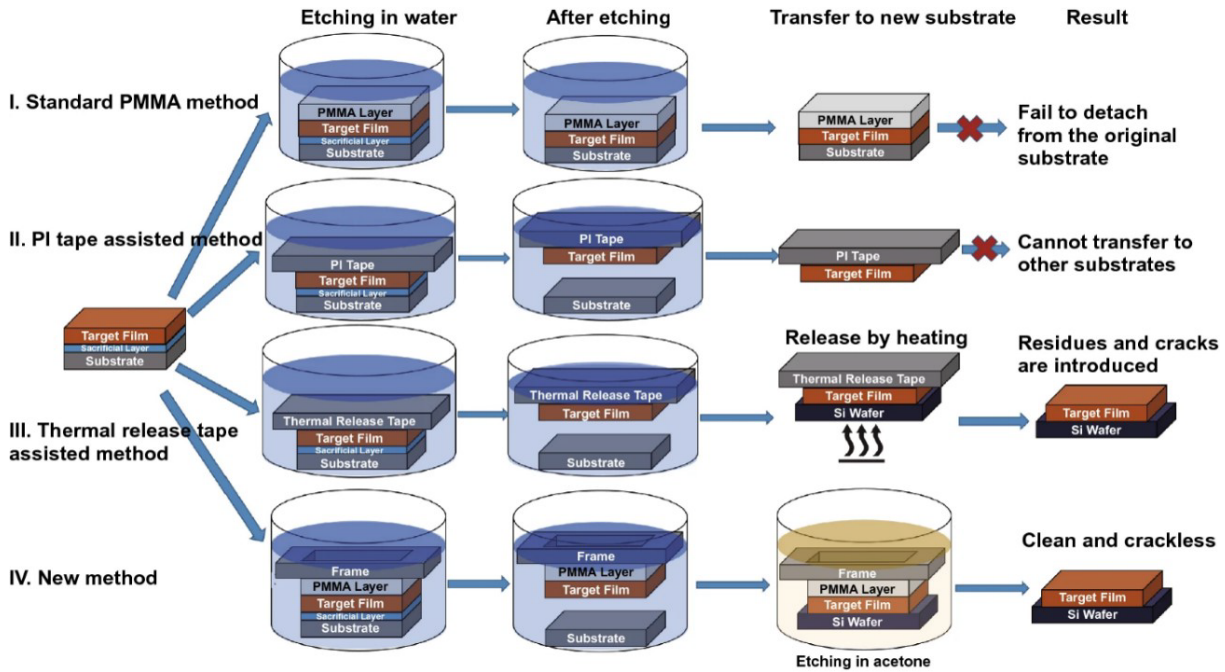 Etching in water
After etching
Transfer to new substrate
Result
I. Standard PMMA method
PMMA Layer
Target Film
Sacrificial Layer
Substrate
PMMA Layer
Target Film
Substrate
PMMA Layer
Target Film
Substrate
Fail to detach
from the original
substrate
II. PI tape assisted method
PI Tape
Target Film
Sacrificial Layer
Substrate
PI Tape
Target Film
Substrate
PI Tape
Target Film
Cannot transfer to
other substrates
Target Film
Sacrificial Layer
Substrate
III. Thermal release tape
assisted method
Thermal Release Tape
Target Film
Sacrificial Layer
Substrate
Thermal Release Tape
Target Film
Substrate
Release by heating
Thermal Release Tape
Target Film
Si Wafer
Residues and cracks
are introduced
Target Film
Si Wafer
IV. New method
Frame
PMMA Layer
Target Film
Sacrificial Layer
Substrate
Frame
PMMA Layer
Target Film
Substrate
Frame
PMMA Layer
Target Film
Si Wafer
Etching in acetone
Clean and crackless
Target Film
Si Wafer